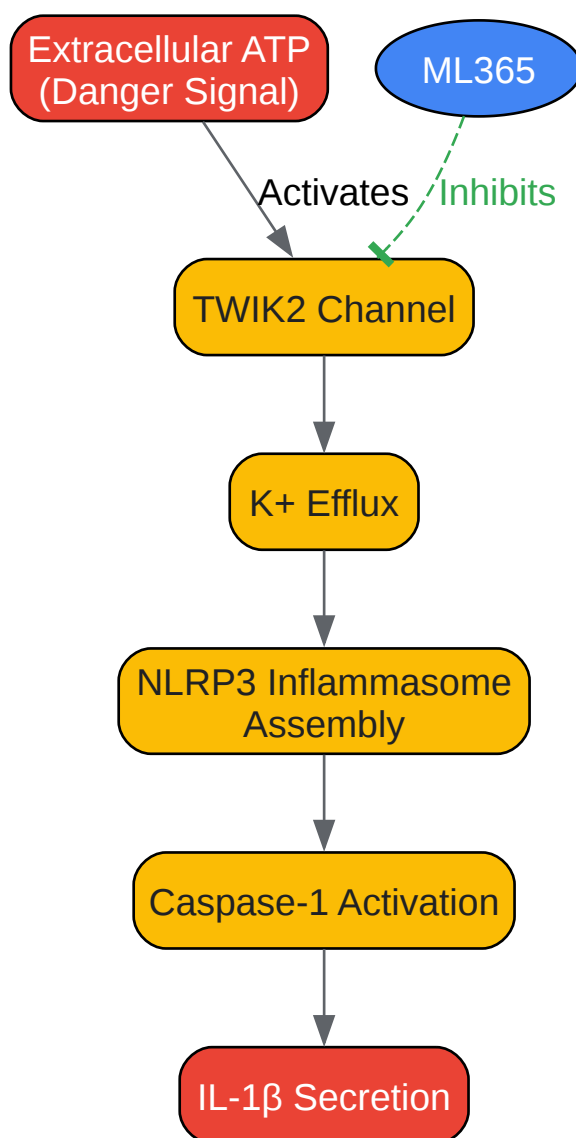 Extracellular ATP
(Danger Signal)
ML365
Activates
Inhibits
TWIK2 Channel
K+ Efflux
NLRP3 Inflammasome
Assembly
Caspase-1 Activation
IL-1β Secretion